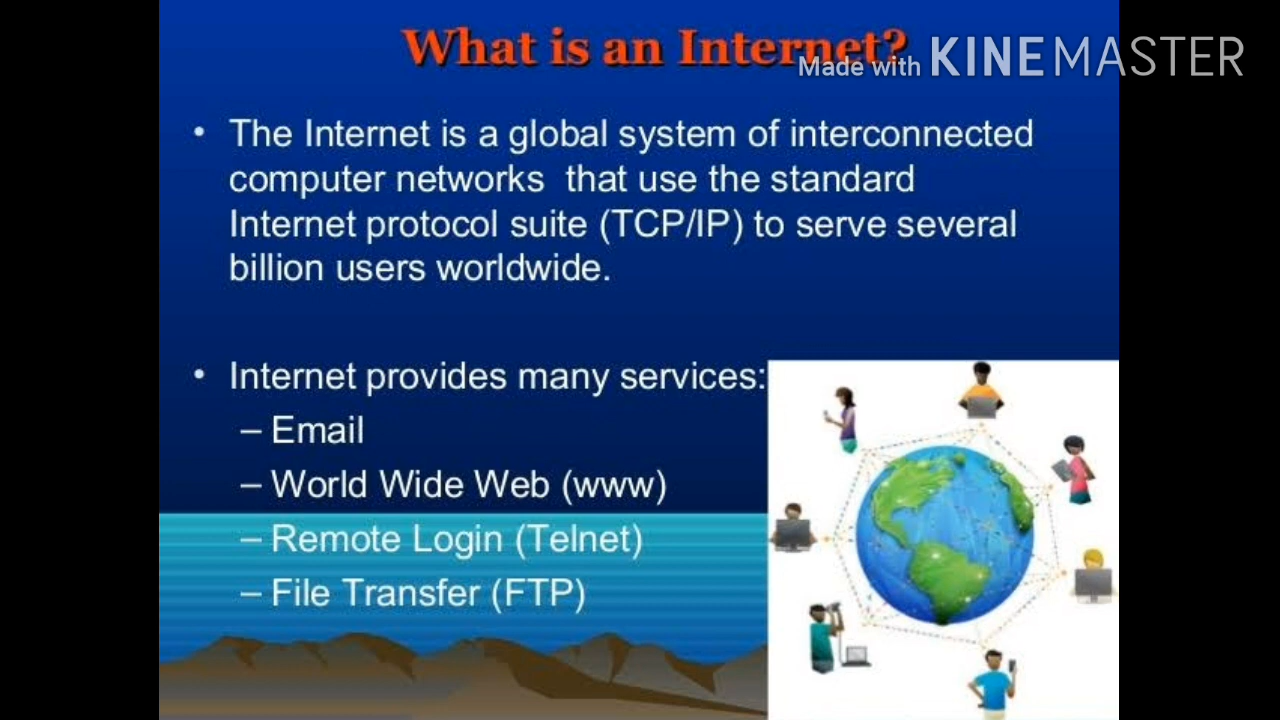 What is an Internet?
Made with KINEMASTER
• The Internet is a global system of interconnected
computer networks that use the standard
Internet protocol suite (TCP/IP) to serve several
billion users worldwide.
• Internet provides many services:
– Email
– World Wide Web (www)
– Remote Login (Telnet)
– File Transfer (FTP)